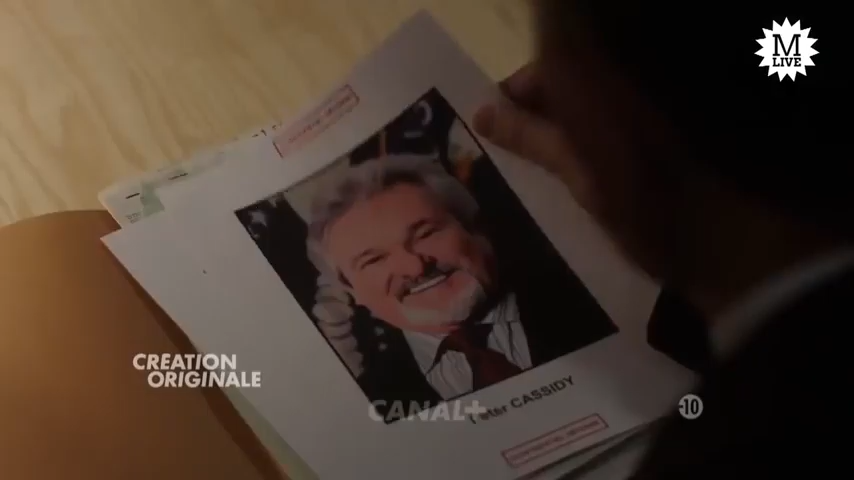 M
LIVE
CREATION
ORIGINALE
CANAL+
Peter CASSIDY
-10